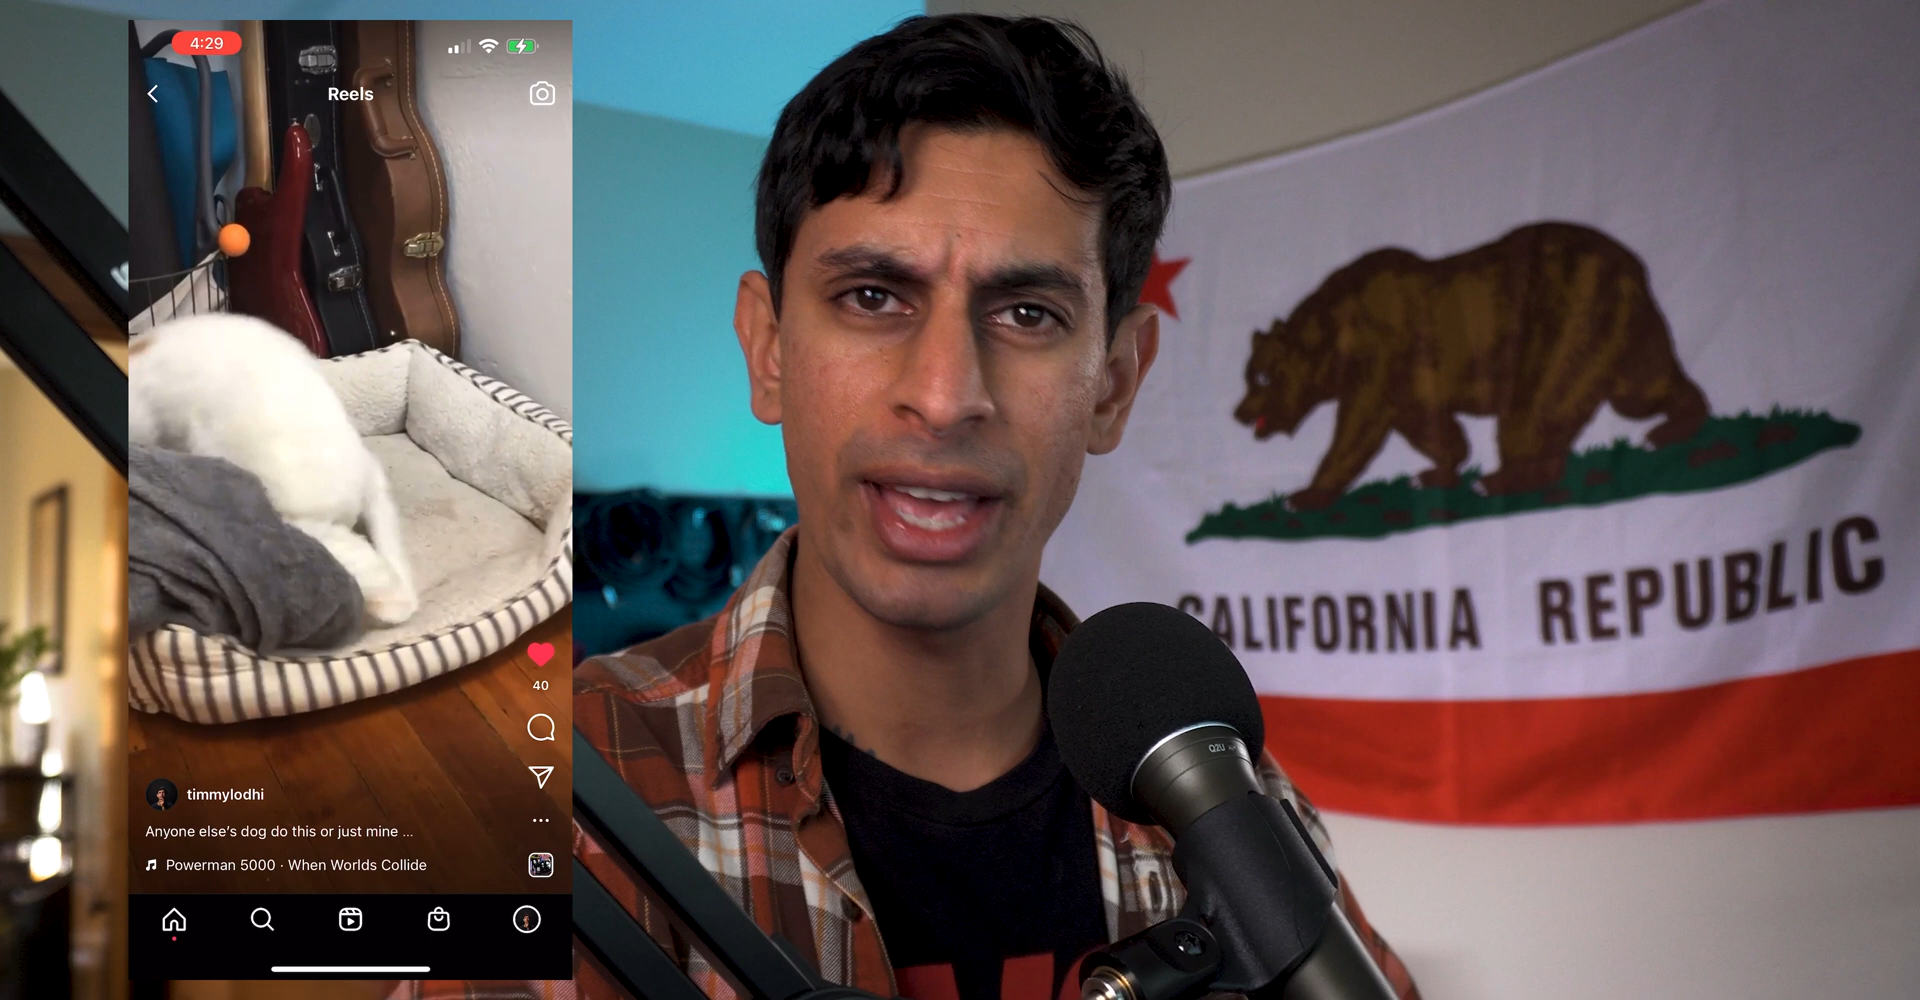 4:29
Reels
40
timmylodhi
Anyone else's dog do this or just mine ...
Powerman 5000 · When Worlds Collide
CALIFORNIA REPUBLIC
Q2U